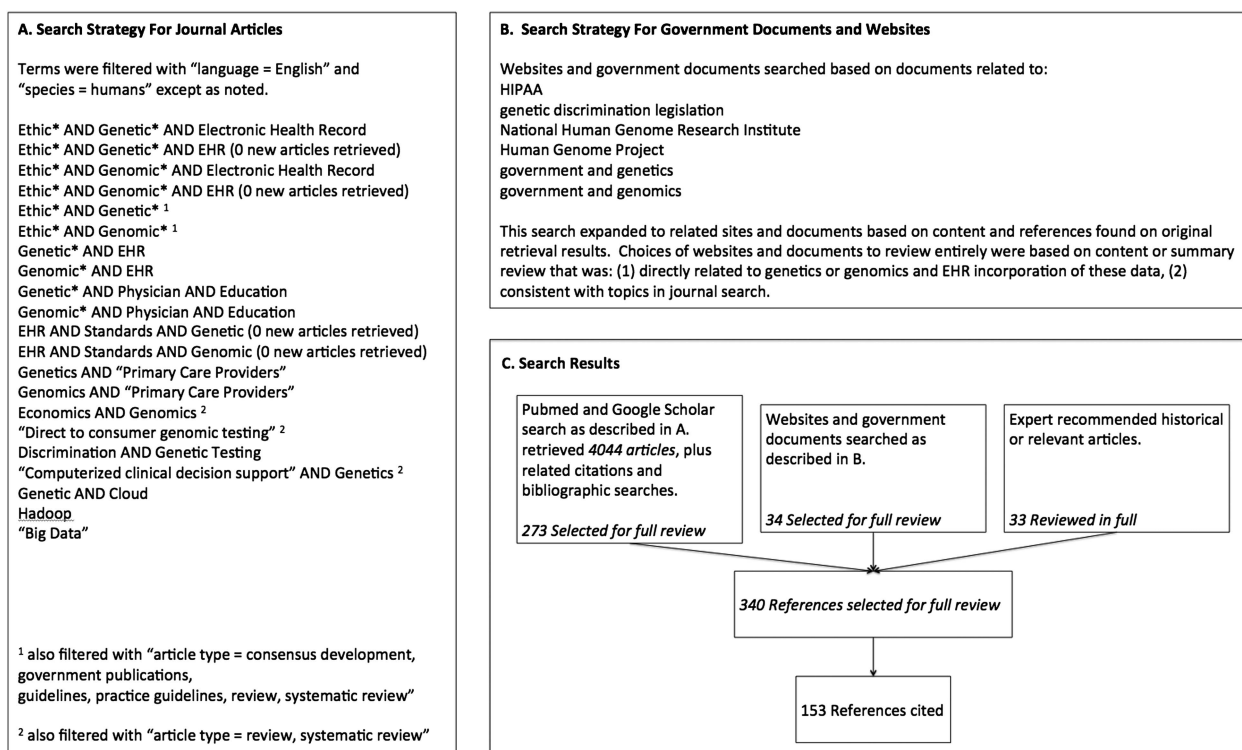 A. Search Strategy For Journal Articles
Terms were filtered with “language = English” and
“species = humans” except as noted.
Ethic* AND Genetic* AND Electronic Health Record
Ethic* AND Genetic* AND EHR (0 new articles retrieved)
Ethic* AND Genomic* AND Electronic Health Record
Ethic* AND Genomic* AND EHR (0 new articles retrieved)
Ethic* AND Genetic* ¹
Ethic* AND Genomic* ¹
Genetic* AND EHR
Genomic* AND EHR
Genetic* AND Physician AND Education
Genomic* AND Physician AND Education
EHR AND Standards AND Genetic (0 new articles retrieved)
EHR AND Standards AND Genomic (0 new articles retrieved)
Genetics AND “Primary Care Providers”
Genomics AND “Primary Care Providers”
Economics AND Genomics ²
“Direct to consumer genomic testing” ²
Discrimination AND Genetic Testing
“Computerized clinical decision support” AND Genetics ²
Genetic AND Cloud
Hadoop
“Big Data”
¹ also filtered with “article type = consensus development,
government publications,
guidelines, practice guidelines, review, systematic review”
² also filtered with “article type = review, systematic review”
B. Search Strategy For Government Documents and Websites
Websites and government documents searched based on documents related to:
HIPAA
genetic discrimination legislation
National Human Genome Research Institute
Human Genome Project
government and genetics
government and genomics
This search expanded to related sites and documents based on content and references found on original
retrieval results. Choices of websites and documents to review entirely were based on content or summary
review that was: (1) directly related to genetics or genomics and EHR incorporation of these data, (2)
consistent with topics in journal search.
C. Search Results
Pubmed and Google Scholar
search as described in A.
retrieved 4044 articles, plus
related citations and
bibliographic searches.
273 Selected for full review
Websites and government
documents searched as
described in B.
34 Selected for full review
Expert recommended historical
or relevant articles.
33 Reviewed in full
340 References selected for full review
153 References cited